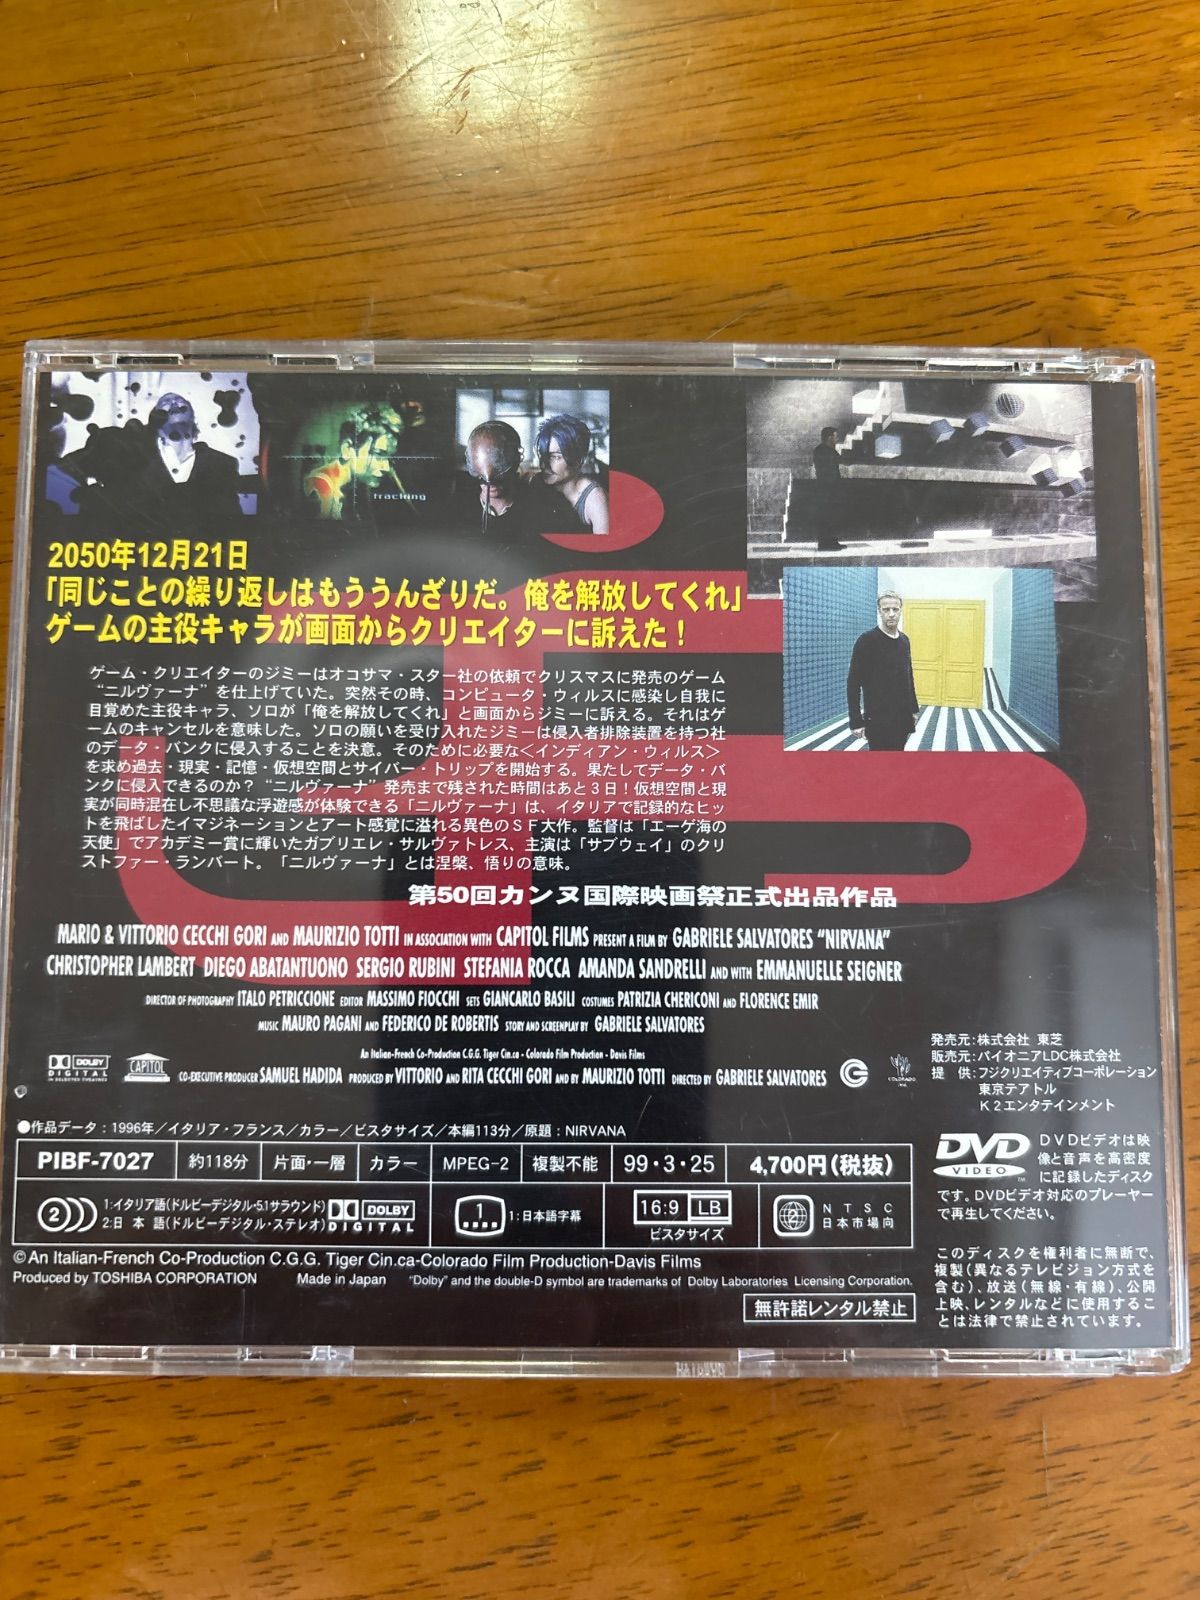 tracking
2050年12月21日
「同じことの繰り返しはもううんざりだ。俺を解放してくれ」
ゲームの主役キャラが画面からクリエイターに訴えた！
ゲーム・クリエイターのジミーはオコサマ・スター社の依頼でクリスマスに発売のゲーム
“ニルヴァーナ”を仕上げていた。突然その時、コンピュータ・ウィルスに感染し自我に
目覚めた主役キャラ、ソロが「俺を解放してくれ」と画面からジミーに訴える。それはゲ
ームのキャンセルを意味した。ソロの願いを受け入れたジミーは侵入者排除装置を持つ社
のデータ・バンクに侵入することを決意。そのために必要な＜インディアン・ウィルス＞
を求め過去・現実・記憶・仮想空間とサイバー・トリップを開始する。果たしてデータ・バ
ンクに侵入できるのか？“ニルヴァーナ”発売まで残された時間はあと３日！仮想空間と現
実が同時混在し不思議な浮遊感が体験できる「ニルヴァーナ」は、イタリアで記録的なヒッ
トを飛ばしたイマジネーションとアート感覚に溢れる異色のＳＦ大作。監督は「エーゲ海の
天使」でアカデミー賞に輝いたガブリエレ・サルヴァトレス、主演は「サブウェイ」のクリ
ストファー・ランバート。「ニルヴァーナ」とは涅槃、悟りの意味。
第50回カンヌ国際映画祭正式出品作品
MARIO & VITTORIO CECCHI GORI AND MAURIZIO TOTTI IN ASSOCIATION WITH CAPITOL FILMS PRESENT A FILM BY GABRIELE SALVATORES “NIRVANA”
CHRISTOPHER LAMBERT DIEGO ABATANTUONO SERGIO RUBINI STEFANIA ROCCA AMANDA SANDRELLI AND WITH EMMANUELLE SEIGNER
DIRECTOR OF PHOTOGRAPHY ITALO PETRICCIONE EDITOR MASSIMO FIOCCHI SETS GIANCARLO BASILI COSTUMES PATRIZIA CHERICONI AND FLORENCE EMIR
MUSIC MAURO PAGANI AND FEDERICO DE ROBERTIS STORY AND SCREENPLAY BY GABRIELE SALVATORES
An Italian-French Co-Production C.G.G. Tiger Cin.ca - Colorado Film Production - Davis Films
DOLBY
DIGITAL
IN SELECTED THEATRES
CAPITOL
CO-EXECUTIVE PRODUCER SAMUEL HADIDA PRODUCED BY VITTORIO AND RITA CECCHI GORI AND BY MAURIZIO TOTTI DIRECTED BY GABRIELE SALVATORES
COLORADO
発売元：株式会社 東芝
販売元：パイオニアLDC株式会社
提　供：フジクリエイティブコーポレーション
東京テアトル
Ｋ２エンタテインメント
●作品データ：1996年／イタリア・フランス／カラー／ビスタサイズ／本編113分／原題：NIRVANA
PIBF-7027 約118分 片面・一層 カラー MPEG-2 複製不能 99・3・25 4,700円(税抜)
2 1:イタリア語(ドルビーデジタル・5.1サラウンド)
2:日 本 語(ドルビーデジタル・ステレオ)
DOLBY
DIGITAL
1 1:日本語字幕
16:9 LB
ビスタサイズ
2 NTSC
日本市場向
DVD
VIDEO
ＤＶＤビデオは映
像と音声を高密度
に記録したディスク
です。DVDビデオ対応のプレーヤー
で再生してください。
© An Italian-French Co-Production C.G.G. Tiger Cin.ca-Colorado Film Production-Davis Films
Produced by TOSHIBA CORPORATION Made in Japan “Dolby” and the double-D symbol are trademarks of Dolby Laboratories Licensing Corporation.
無許諾レンタル禁止
このディスクを権利者に無断で、
複製(異なるテレビジョン方式を
含む)、放送(無線・有線)、公開
上映、レンタルなどに使用するこ
とは法律で禁止されています。